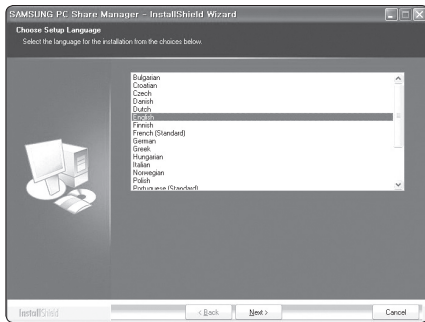 SAMSUNG PC Share Manager - InstallShield Wizard
Choose Setup Language
Select the language for the installation from the choices below.
Bulgarian
Croatian
Czech
Danish
Dutch
English
Finnish
French (Standard)
German
Greek
Hungarian
Italian
Norwegian
Polish
Portuguese (Standard)
InstallShield
< Back
Next >
Cancel